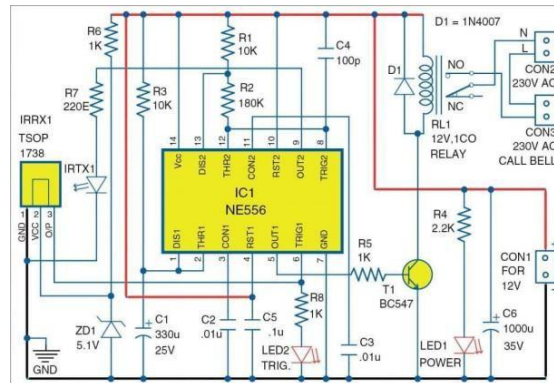 D1 = 1N4007
R6
1K
R1
10K
C4
100p
D1
N
L
CON2
230V AC
R7
220E
R3
10K
R2
180K
NO
NC
RL1
12V,1CO
RELAY
CON3
230V AC
CALL BELL
IRRX1
TSOP
1738
IRTX1
14 13 12 11 10 9 8
Vcc DIS2 THR2 CON2 RST2 OUT2 TRIG2
IC1
NE556
DIS1 THR1 CON1 RST1 OUT1 TRIG1 GND
1 2 3 4 5 6 7
1 2 3
GND VCC O/P
R5
1K
R4
2.2K
T1
BC547
CON1
FOR
12V
R8
1K
ZD1
5.1V
C1
330u
25V
C2
.01u
C5
.1u
C3
.01u
LED2
TRIG.
LED1
POWER
C6
1000u
35V
GND